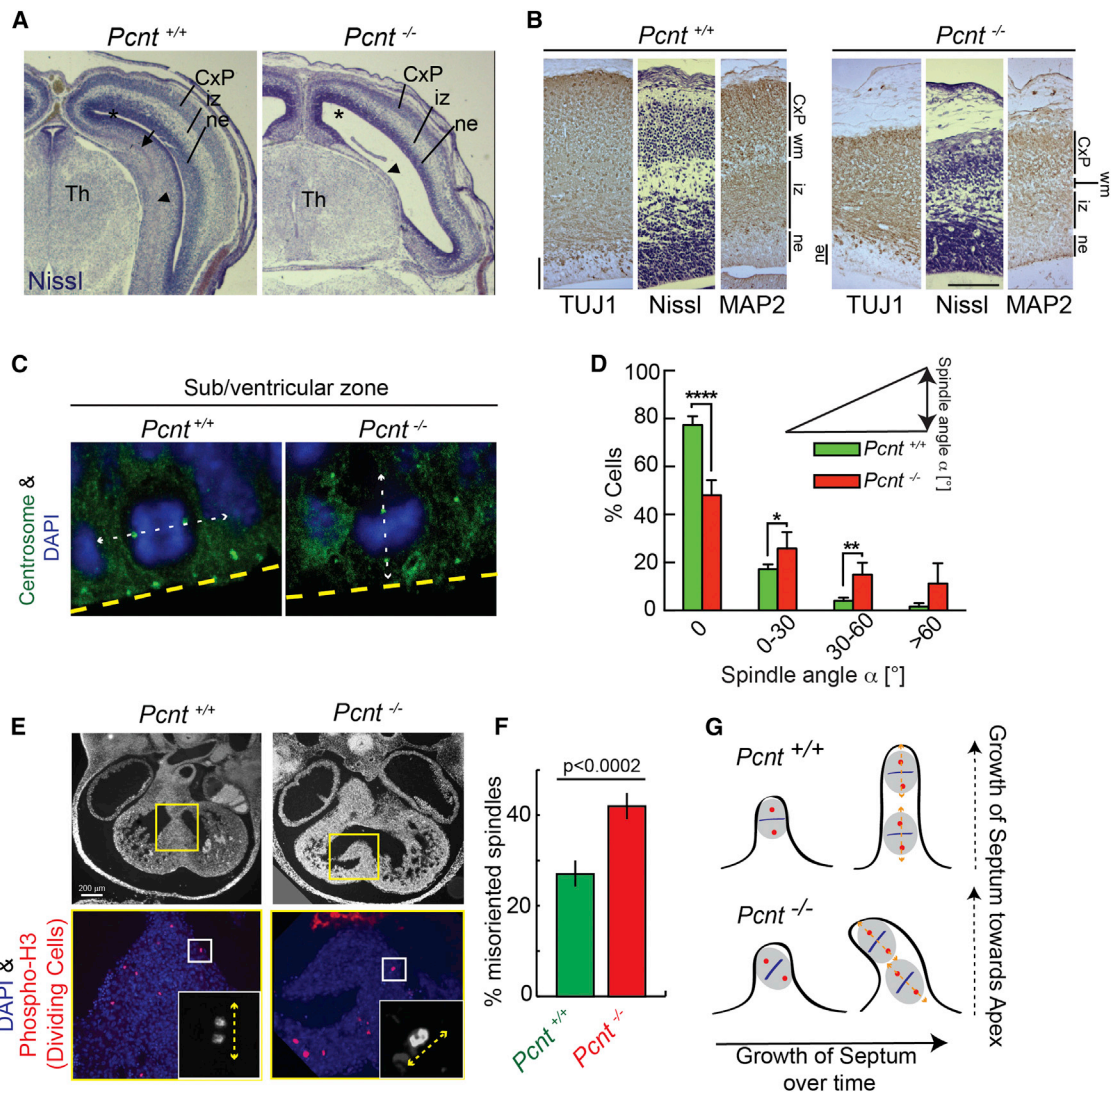 A
Pcnt +/+
Pcnt -/-
CxP
iz
ne
*
Th
Nissl
CxP
iz
ne
*
Th
B
Pcnt +/+
Pcnt -/-
CxP
wm
iz
ne
ne
CxP
wm
iz
ne
TUJ1 Nissl MAP2
TUJ1 Nissl MAP2
C
Sub/ventricular zone
Pcnt +/+
Pcnt -/-
Centrosome &
DAPI
D
% Cells
100
80
60
40
20
0
****
*
**
Spindle angle α [°]
Pcnt +/+
Pcnt -/-
0
0-30
30-60
>60
Spindle angle α [°]
E
Pcnt +/+
Pcnt -/-
200 µm
DAPI &
Phospho-H3
(Dividing Cells)
F
p<0.0002
% misoriented spindles
40
20
0
Pcnt +/+
Pcnt -/-
G
Pcnt +/+
Pcnt -/-
Growth of Septum towards Apex
Growth of Septum
over time